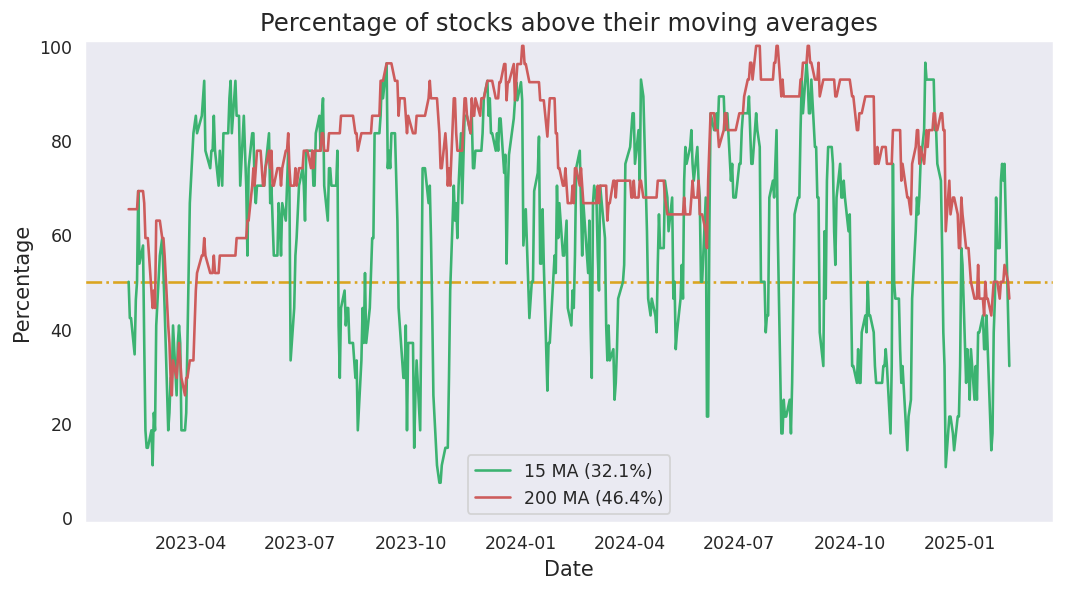 Percentage of stocks above their moving averages
Percentage
100
80
60
40
20
0
15 MA (32.1%)
200 MA (46.4%)
2023-04 2023-07 2023-10 2024-01 2024-04 2024-07 2024-10 2025-01
Date